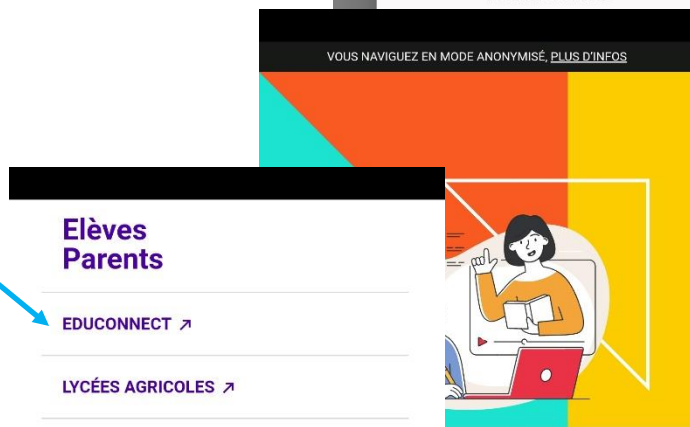 VOUS NAVIGUEZ EN MODE ANONYMISÉ, PLUS D'INFOS
Elèves
Parents
EDUCONNECT ↗
LYCÉES AGRICOLES ↗